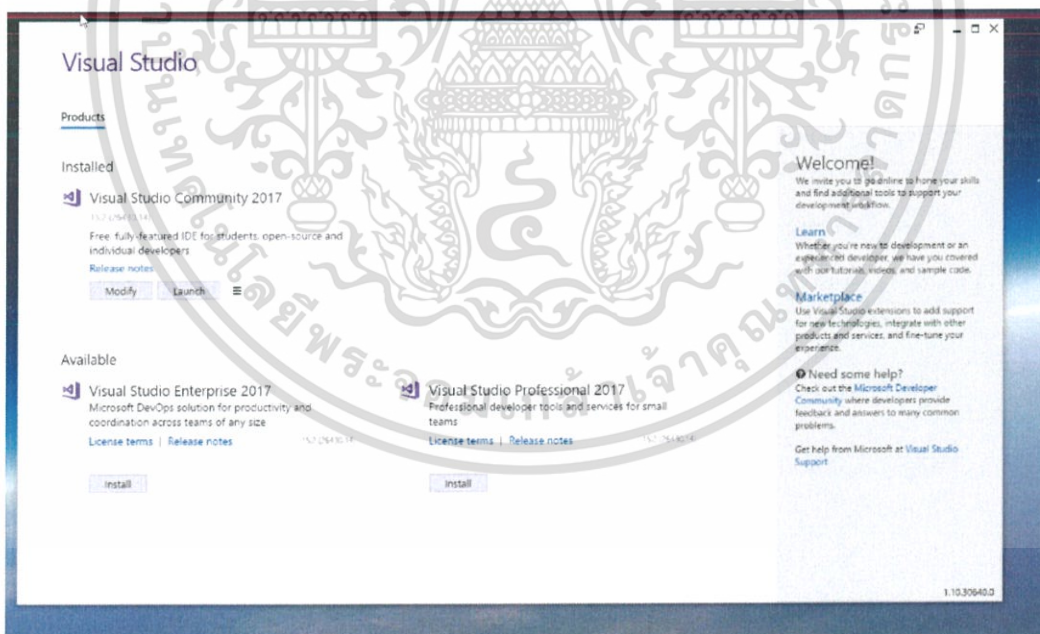 Visual Studio
Products
Installed
Visual Studio Community 2017
Free, fully-featured IDE for students, open-source and
individual developers
Release notes
Modify Launch
Available
Visual Studio Enterprise 2017
Microsoft DevOps solution for productivity and
coordination across teams of any size
License terms | Release notes
Install
Visual Studio Professional 2017
Professional developer tools and services for small
teams
License terms | Release notes
Install
Welcome!
We invite you to go online to hone your skills
and find additional tools to support your
development workflow.
Learn
Whether you're new to development or an
experienced developer, we have you covered
with our tutorials, videos, and sample code.
Marketplace
Use Visual Studio extensions to add support
for new technologies, integrate with other
products and services, and fine-tune your
experience.
Need some help?
Check out the Microsoft Developer
Community where developers provide
feedback and answers to many common
problems.
Get help from Microsoft at Visual Studio
Support
1.10.30640.0